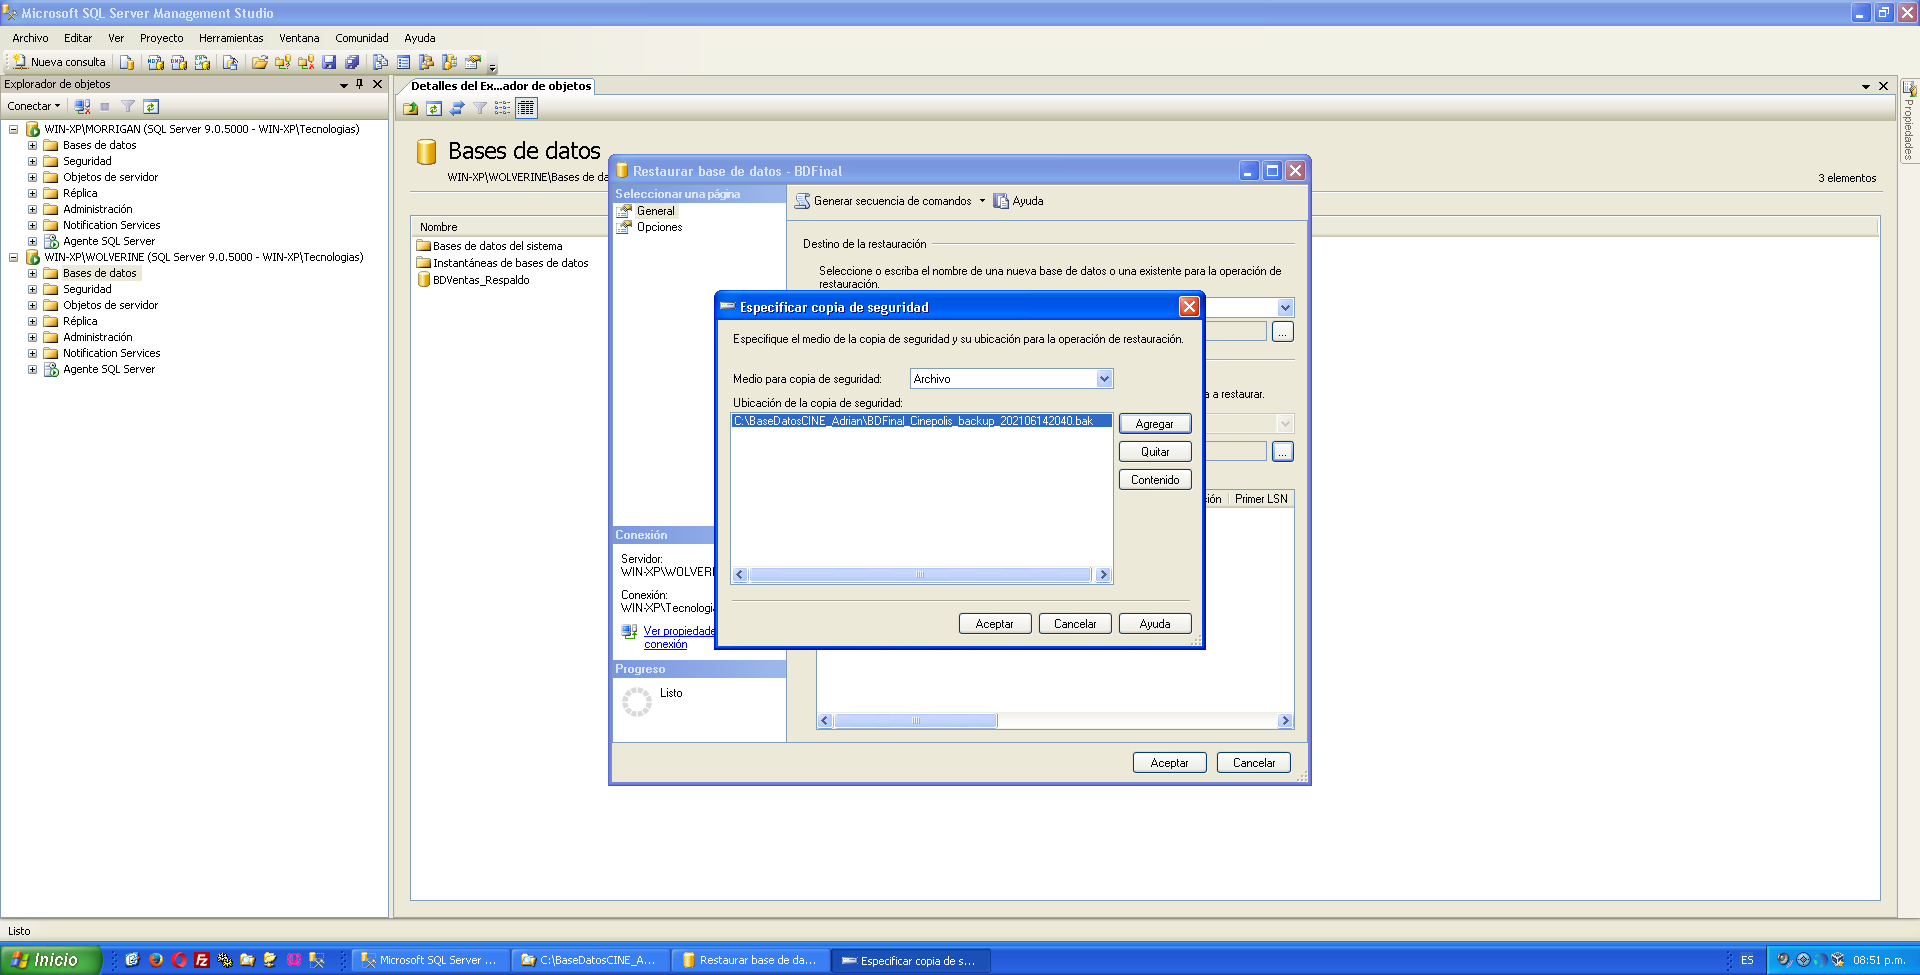 Microsoft SQL Server Management Studio
Archivo Editar Ver Proyecto Herramientas Ventana Comunidad Ayuda
Nueva consulta
Explorador de objetos
Conectar
WIN-XP\MORRIGAN (SQL Server 9.0.5000 - WIN-XP\Tecnologias)
Bases de datos
Seguridad
Objetos de servidor
Réplica
Administración
Notification Services
Agente SQL Server
WIN-XP\WOLVERINE (SQL Server 9.0.5000 - WIN-XP\Tecnologias)
Bases de datos
Seguridad
Objetos de servidor
Réplica
Administración
Notification Services
Agente SQL Server
Detalles del Ex...ador de objetos
Bases de datos
WIN-XP\WOLVERINE\Bases de da
3 elementos
Nombre
Bases de datos del sistema
Instantáneas de bases de datos
BDVentas_Respaldo
Propiedades
Restaurar base de datos - BDFinal
Seleccionar una página
General
Opciones
Generar secuencia de comandos Ayuda
Destino de la restauración
Seleccione o escriba el nombre de una nueva base de datos o una existente para la operación de
restauración.
...
a a restaurar.
...
ión Primer LSN
Conexión
Servidor:
WIN-XP\WOLVERI
Conexión:
WIN-XP\Tecnologi
Ver propiedade
conexión
Progreso
Listo
Aceptar Cancelar
Especificar copia de seguridad
Especifique el medio de la copia de seguridad y su ubicación para la operación de restauración.
Medio para copia de seguridad: Archivo
Ubicación de la copia de seguridad:
C:\BaseDatosCINE_Adrian\BDFinal_Cinepolis_backup_202106142040.bak
Agregar
Quitar
Contenido
Aceptar Cancelar Ayuda
Listo
Inicio
Microsoft SQL Server ...
C:\BaseDatosCINE_A...
Restaurar base de da...
Especificar copia de s...
ES
08:51 p.m.